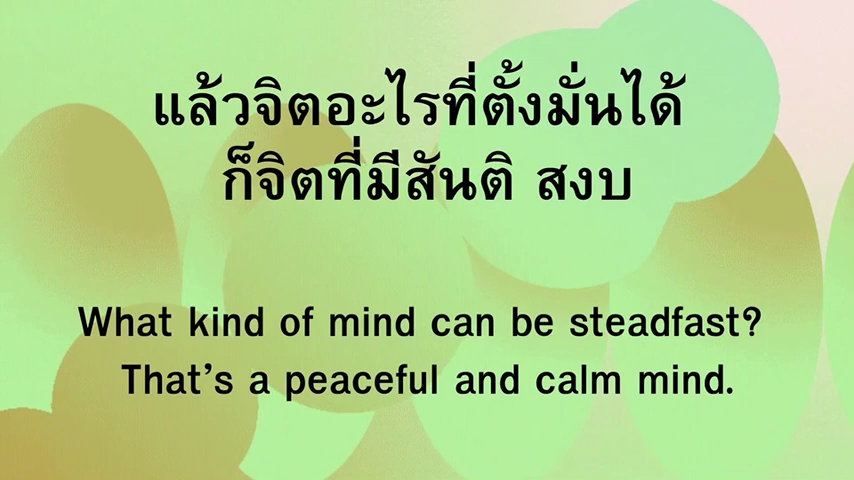 แล้วจิตอะไรที่ตั้งมั่นได้
ก็จิตที่มีสันติ สงบ
What kind of mind can be steadfast?
That's a peaceful and calm mind.